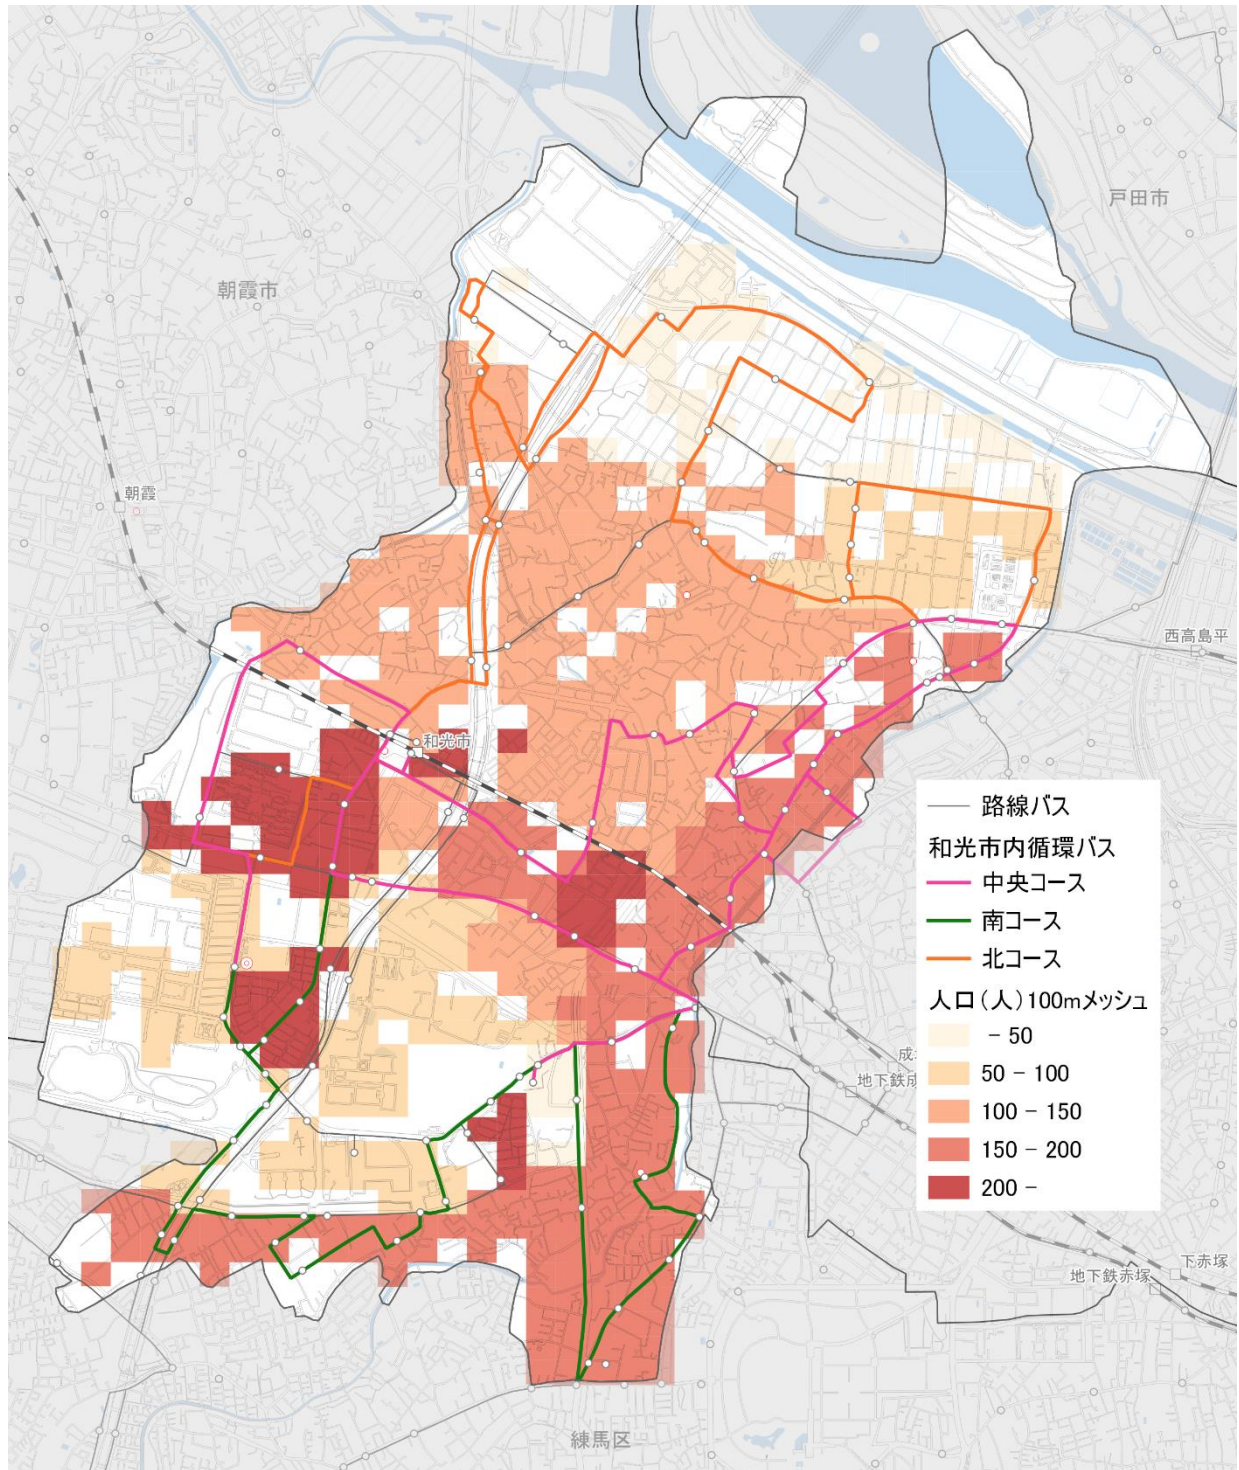 戸田市
朝霞市
朝霞
西高島平
和光市
路線バス
和光市内循環バス
中央コース
南コース
北コース
人口(人)100mメッシュ
- 50
50 - 100
100 - 150
150 - 200
200 -
成
地下鉄成
下赤塚
地下鉄赤塚
練馬区